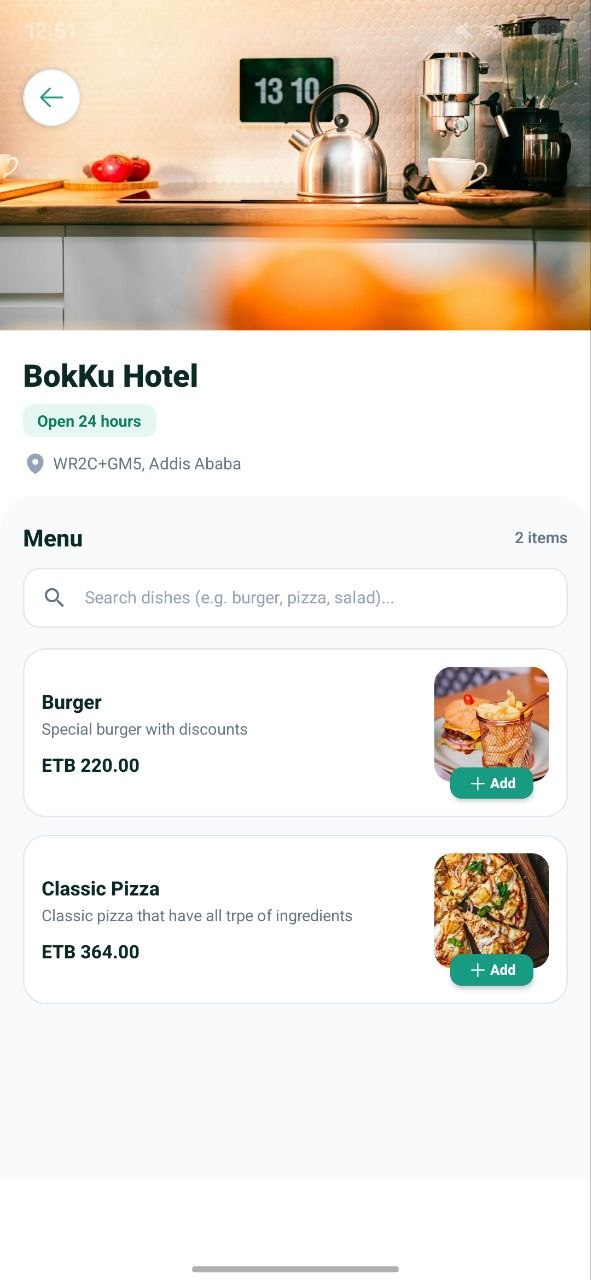 12:51
13 10
BokKu Hotel
Open 24 hours
WR2C+GM5, Addis Ababa
Menu
2 items
Search dishes (e.g. burger, pizza, salad)...
Burger
Special burger with discounts
ETB 220.00
Add
Classic Pizza
Classic pizza that have all trpe of ingredients
ETB 364.00
Add